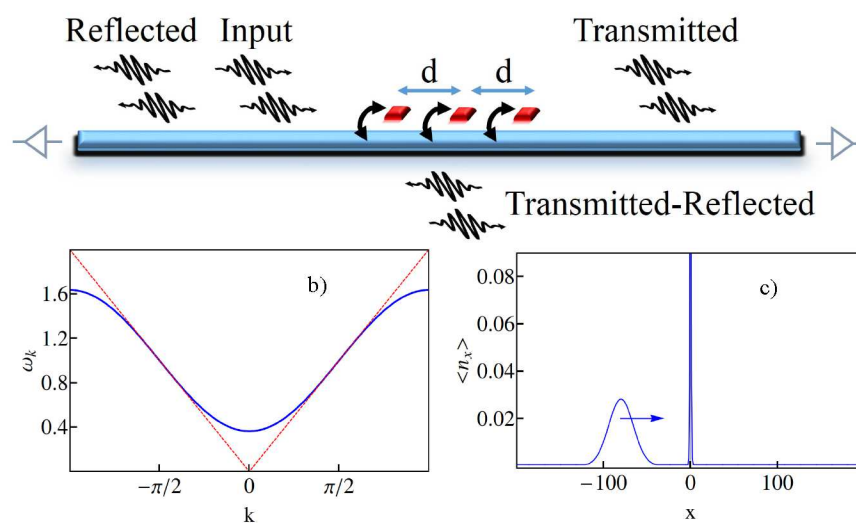 Reflected Input Transmitted
d d
Transmitted-Reflected
b)
1.6
1.2
0.8
0.4
ω_k
−π/2 0 π/2
k
c)
0.08
0.06
0.04
0.02
<n_x>
−100 0 100
x